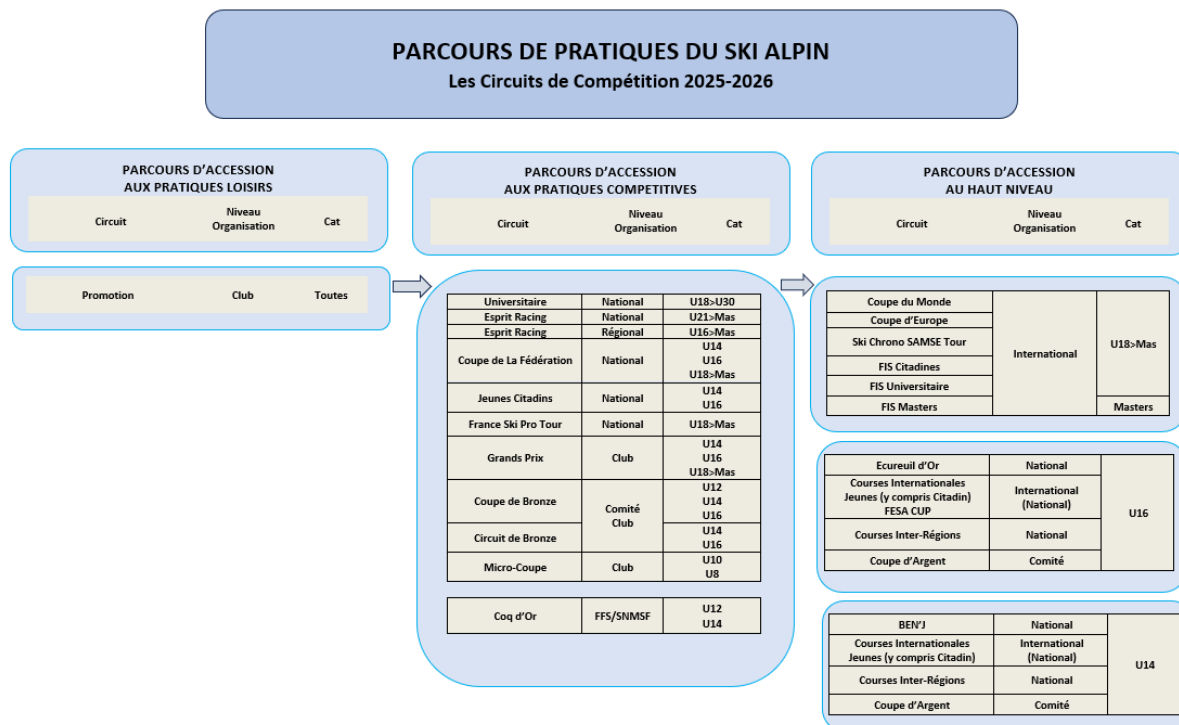 PARCOURS DE PRATIQUES DU SKI ALPIN
Les Circuits de Compétition 2025-2026
PARCOURS D'ACCESSION
AUX PRATIQUES LOISIRS
Circuit
Niveau
Organisation
Cat
Promotion
Club
Toutes
PARCOURS D'ACCESSION
AUX PRATIQUES COMPETITIVES
Circuit
Niveau
Organisation
Cat
Universitaire National U18>U30
Esprit Racing National U21>Mas
Esprit Racing Régional U16>Mas
Coupe de La Fédération National
U14
U16
U18>Mas
Jeunes Citadins National
U14
U16
France Ski Pro Tour National U18>Mas
Grands Prix Club
U14
U16
U18>Mas
Coupe de Bronze
Comité
Club
U12
U14
U16
Circuit de Bronze
U14
U16
Micro-Coupe Club
U10
U8
Coq d'Or FFS/SNMSF
U12
U14
PARCOURS D'ACCESSION
AU HAUT NIVEAU
Circuit
Niveau
Organisation
Cat
Coupe du Monde
Coupe d'Europe
Ski Chrono SAMSE Tour
FIS Citadines
FIS Universitaire
International
U18>Mas
FIS Masters
Masters
Ecureuil d'Or National
Courses Internationales
Jeunes (y compris Citadin)
FESA CUP
International
(National)
U16
Courses Inter-Régions National
Coupe d'Argent Comité
BEN'J National
Courses Internationales
Jeunes (y compris Citadin)
International
(National)
U14
Courses Inter-Régions National
Coupe d'Argent Comité